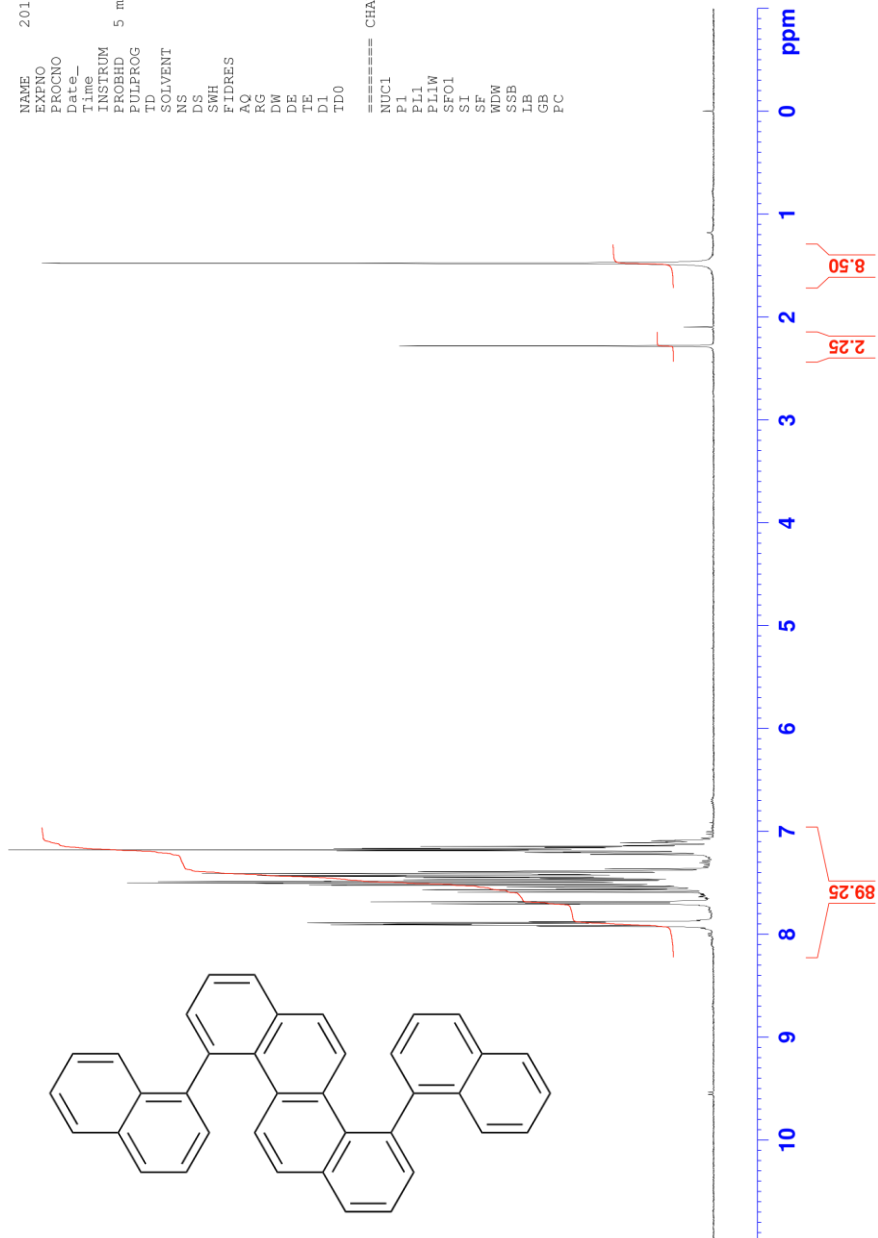 NAME 201
EXPNO
PROCNO
Date_
Time
INSTRUM
PROBHD 5 m
PULPROG
TD
SOLVENT
NS
DS
SWH
FIDRES
AQ
RG
DW
DE
TE
D1
TD0
======== CHA
NUC1
P1
PL1
PL1W
SFO1
SI
SF
WDW
SSB
LB
GB
PC
10 9 8 7 6 5 4 3 2 1 0 ppm
89.25 2.25 8.50